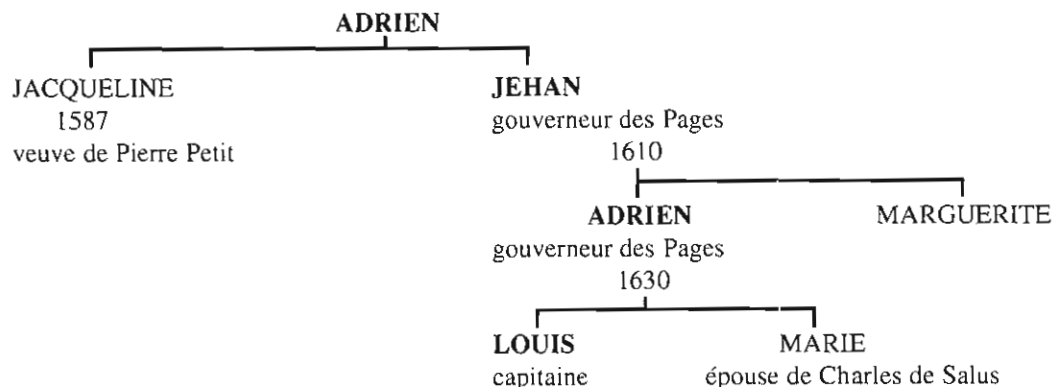 ADRIEN
JACQUELINE
1587
veuve de Pierre Petit
JEHAN
gouverneur des Pages
1610
ADRIEN
gouverneur des Pages
1630
MARGUERITE
LOUIS
capitaine
MARIE
épouse de Charles de Salus